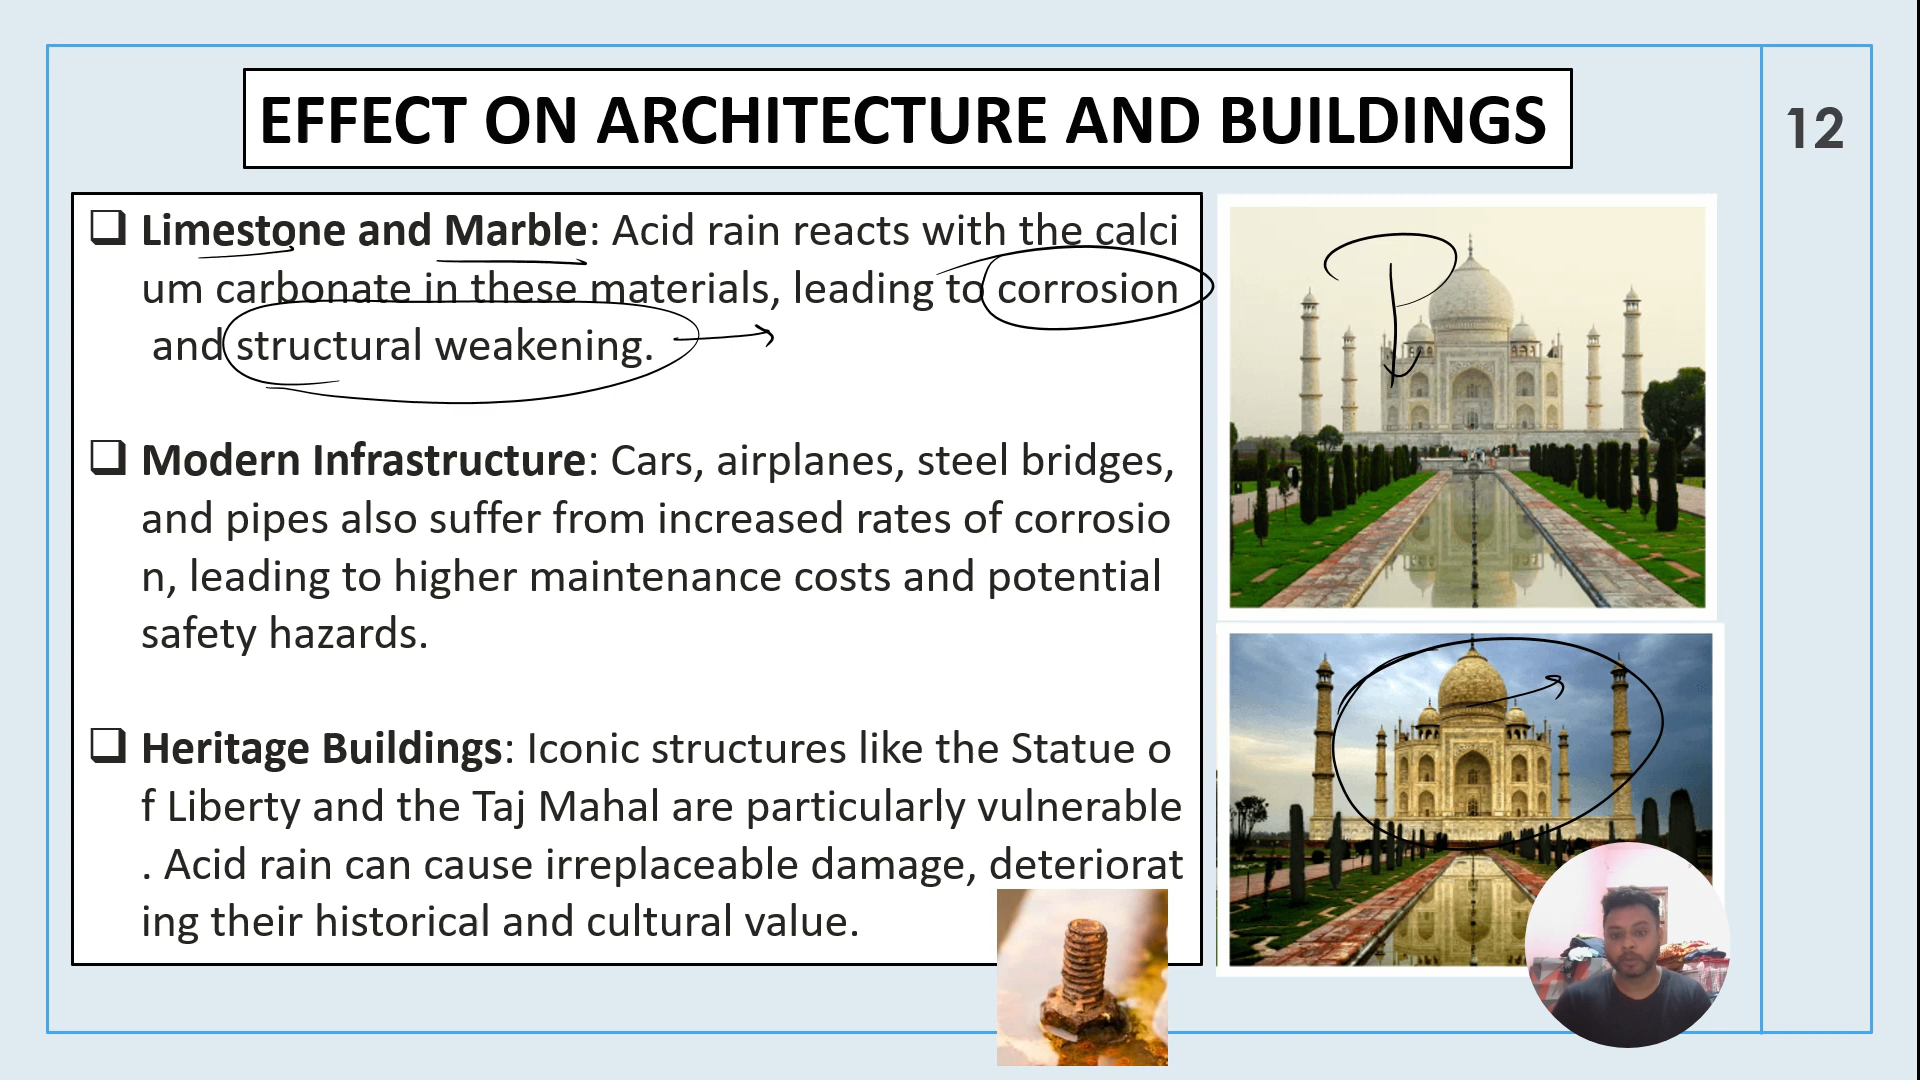 EFFECT ON ARCHITECTURE AND BUILDINGS
12
Limestone and Marble: Acid rain reacts with the calci
um carbonate in these materials, leading to corrosion
and structural weakening.
Modern Infrastructure: Cars, airplanes, steel bridges,
and pipes also suffer from increased rates of corrosio
n, leading to higher maintenance costs and potential
safety hazards.
Heritage Buildings: Iconic structures like the Statue o
f Liberty and the Taj Mahal are particularly vulnerable
. Acid rain can cause irreplaceable damage, deteriorat
ing their historical and cultural value.